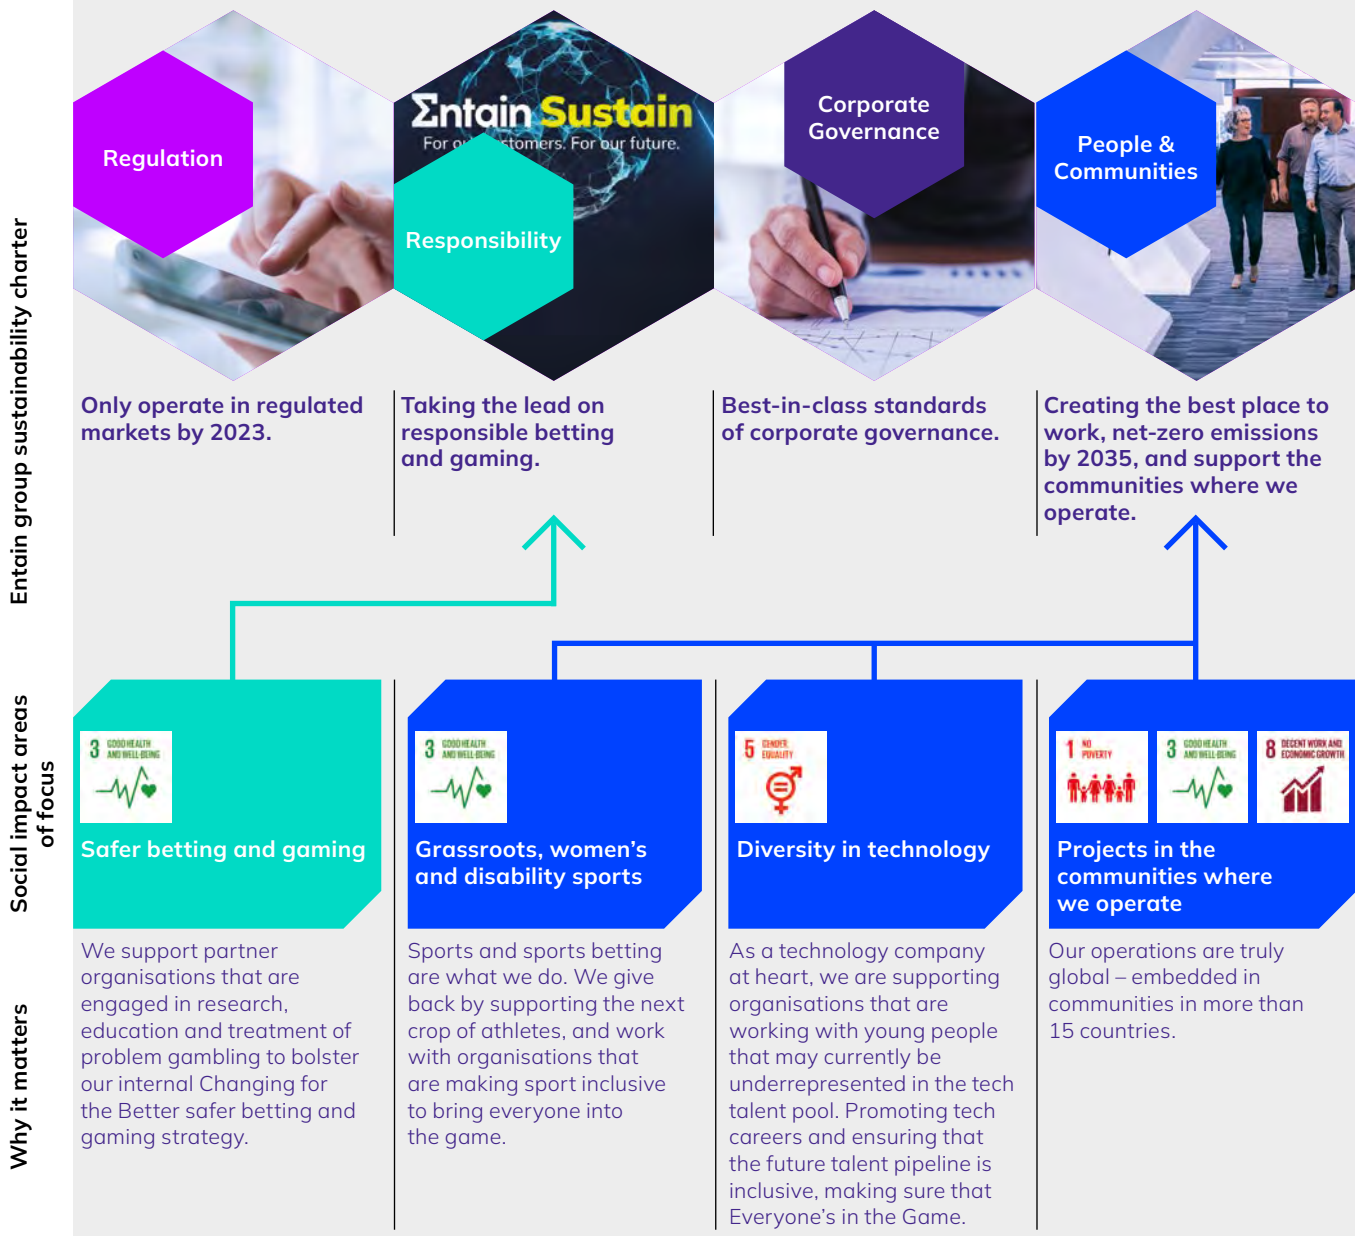 Entain group sustainability charter
Regulation
Σntain Sustain
For our customers. For our future.
Responsibility
Corporate
Governance
People &
Communities
Only operate in regulated
markets by 2023.
Taking the lead on
responsible betting
and gaming.
Best-in-class standards
of corporate governance.
Creating the best place to
work, net-zero emissions
by 2035, and support the
communities where we
operate.
Social impact areas
of focus
3 GOOD HEALTH
AND WELL-BEING
Safer betting and gaming
3 GOOD HEALTH
AND WELL-BEING
Grassroots, women’s
and disability sports
5 GENDER
EQUALITY
Diversity in technology
1 NO
POVERTY
3 GOOD HEALTH
AND WELL-BEING
8 DECENT WORK AND
ECONOMIC GROWTH
Projects in the
communities where
we operate
Why it matters
We support partner
organisations that are
engaged in research,
education and treatment of
problem gambling to bolster
our internal Changing for
the Better safer betting and
gaming strategy.
Sports and sports betting
are what we do. We give
back by supporting the next
crop of athletes, and work
with organisations that
are making sport inclusive
to bring everyone into
the game.
As a technology company
at heart, we are supporting
organisations that are
working with young people
that may currently be
underrepresented in the tech
talent pool. Promoting tech
careers and ensuring that
the future talent pipeline is
inclusive, making sure that
Everyone’s in the Game.
Our operations are truly
global – embedded in
communities in more than
15 countries.